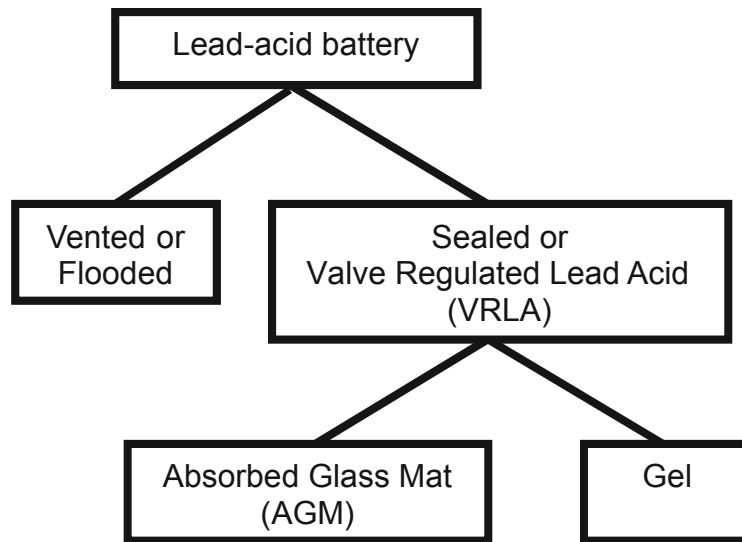 Lead-acid battery
Vented or
Flooded
Sealed or
Valve Regulated Lead Acid
(VRLA)
Absorbed Glass Mat
(AGM)
Gel